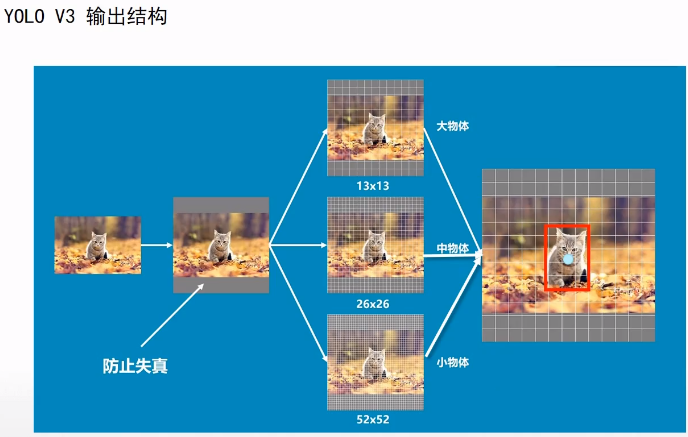 YOLO V3 输出结构
大物体
13x13
中物体
26x26
防止失真
小物体
52x52